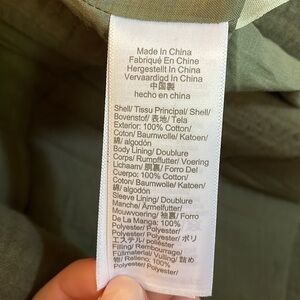 Made In China
Fabriqué En Chine
Hergestellt In China
Vervaardigd In China
中国製
hecho en china
Shell/ Tissu Principal/ Shell/
Bovenstof/ 表地/ Tela
Exterior: 100% Cotton/
Coton/ Baumwolle/ Katoen/
綿/ algodón
Body Lining/ Doublure
Corps/ Rumpffutter/ Voering
Lichaam/ 胴裏/ Forro Del
Cuerpo: 100% Cotton/
Coton/ Baumwolle/ Katoen/
綿/ algodón
Sleeve Lining/ Doublure
Manche/ Ärmelfutter/
Mouwvoering/ 袖裏/ Forro
De La Manga: 100%
Polyester/ Polyester/
Polyester/ Polyester/ ポリ
エステル/ poliéster
Filling/ Rembourrage/
Füllmaterial/ Vulling/ 詰め
物/ Relleno: 100%
Polyester/ Polyester/